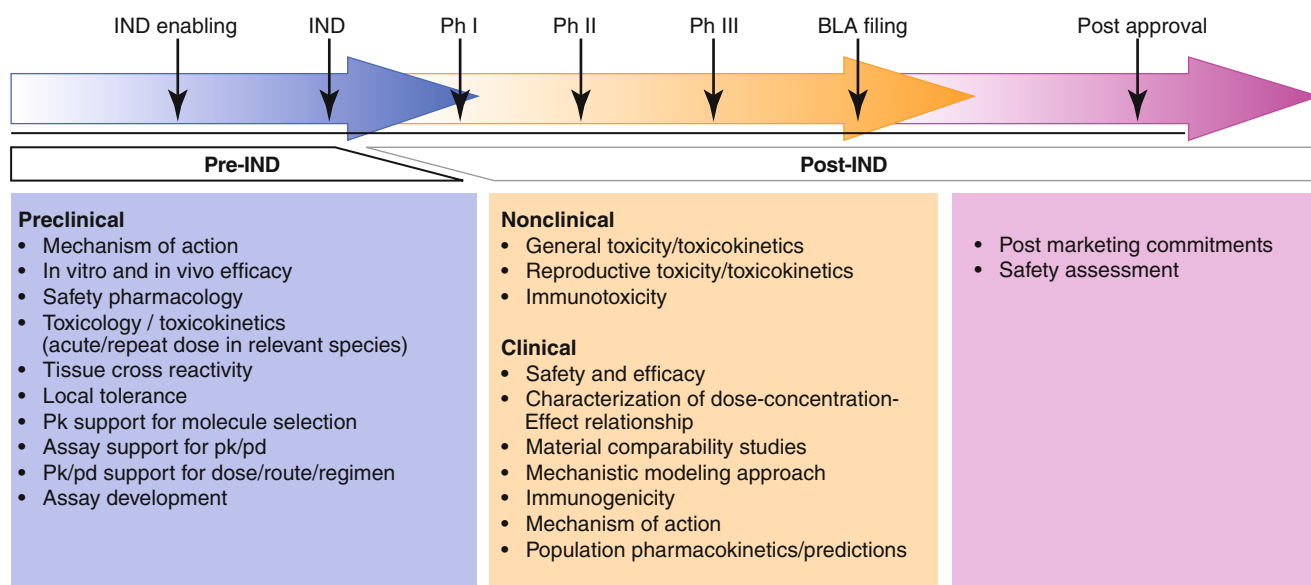 IND enabling IND Ph I Ph II Ph III BLA filing Post approval
Pre-IND Post-IND
Preclinical
• Mechanism of action
• In vitro and in vivo efficacy
• Safety pharmacology
• Toxicology / toxicokinetics
(acute/repeat dose in relevant species)
• Tissue cross reactivity
• Local tolerance
• Pk support for molecule selection
• Assay support for pk/pd
• Pk/pd support for dose/route/regimen
• Assay development
Nonclinical
• General toxicity/toxicokinetics
• Reproductive toxicity/toxicokinetics
• Immunotoxicity
Clinical
• Safety and efficacy
• Characterization of dose-concentration-
Effect relationship
• Material comparability studies
• Mechanistic modeling approach
• Immunogenicity
• Mechanism of action
• Population pharmacokinetics/predictions
• Post marketing commitments
• Safety assessment